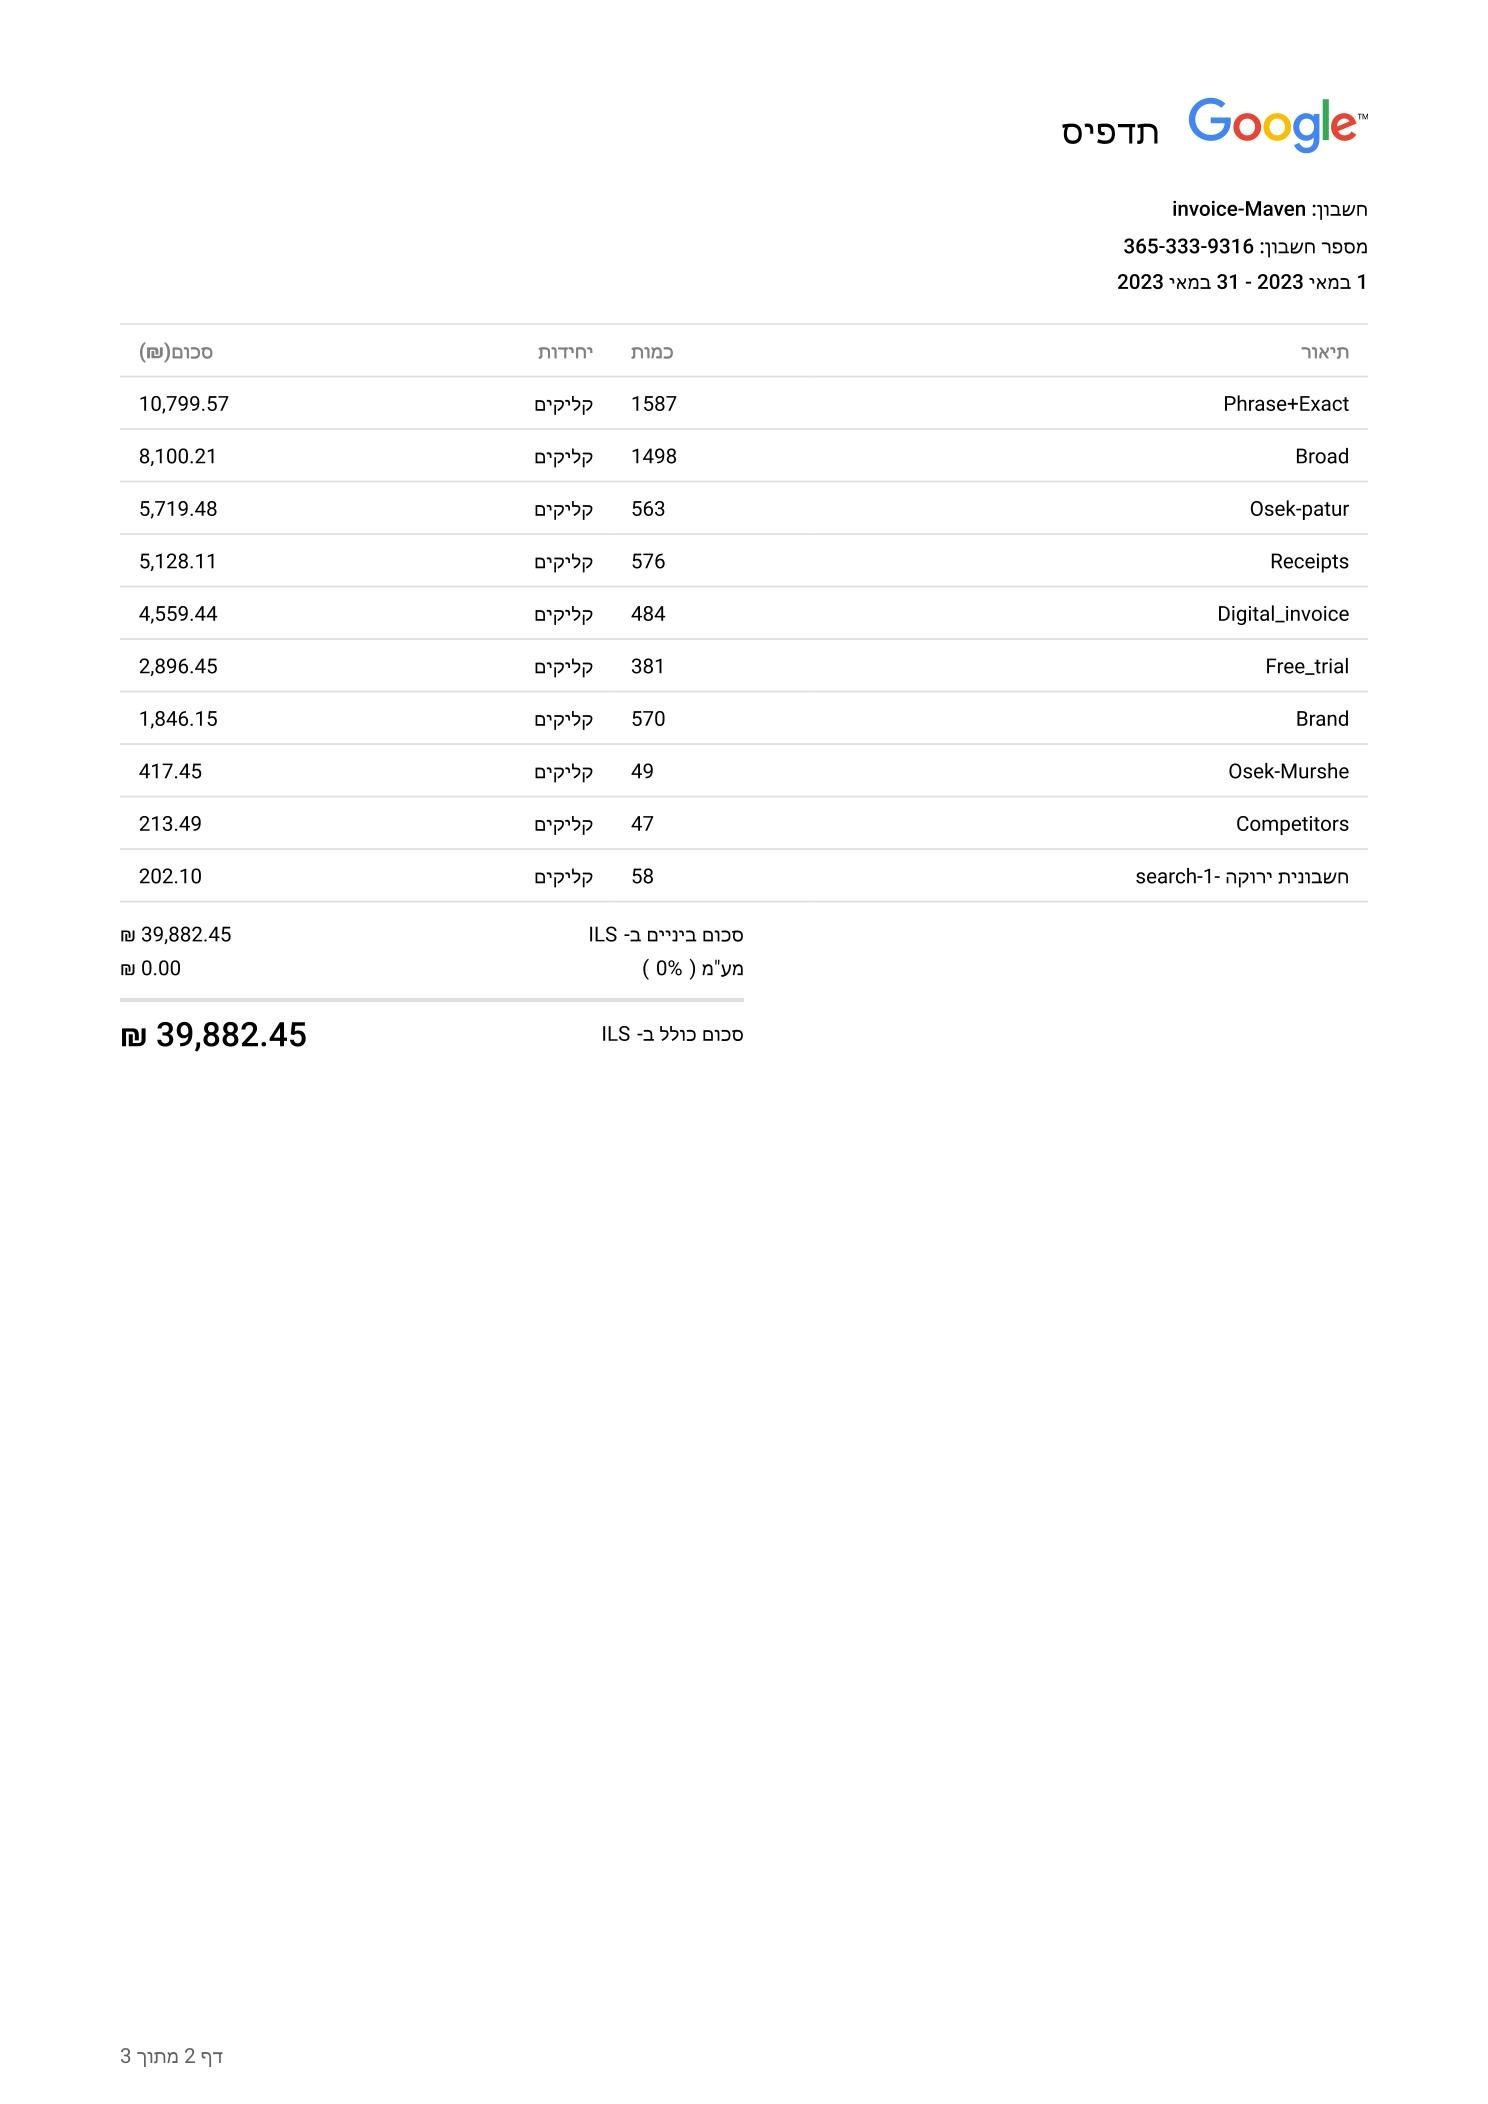 Google™ תדפיס
חשבון: invoice-Maven
מספר חשבון: 365-333-9316
1 במאי 2023 - 31 במאי 2023
תיאור כמות יחידות סכום(₪)
Phrase+Exact 1587 קליקים 10,799.57
Broad 1498 קליקים 8,100.21
Osek-patur 563 קליקים 5,719.48
Receipts 576 קליקים 5,128.11
Digital_invoice 484 קליקים 4,559.44
Free_trial 381 קליקים 2,896.45
Brand 570 קליקים 1,846.15
Osek-Murshe 49 קליקים 417.45
Competitors 47 קליקים 213.49
חשבונית ירוקה -search-1- 58 קליקים 202.10
סכום ביניים ב- ILS 39,882.45 ₪
מע"מ ( 0% ) 0.00 ₪
סכום כולל ב- ILS 39,882.45 ₪
דף 2 מתוך 3